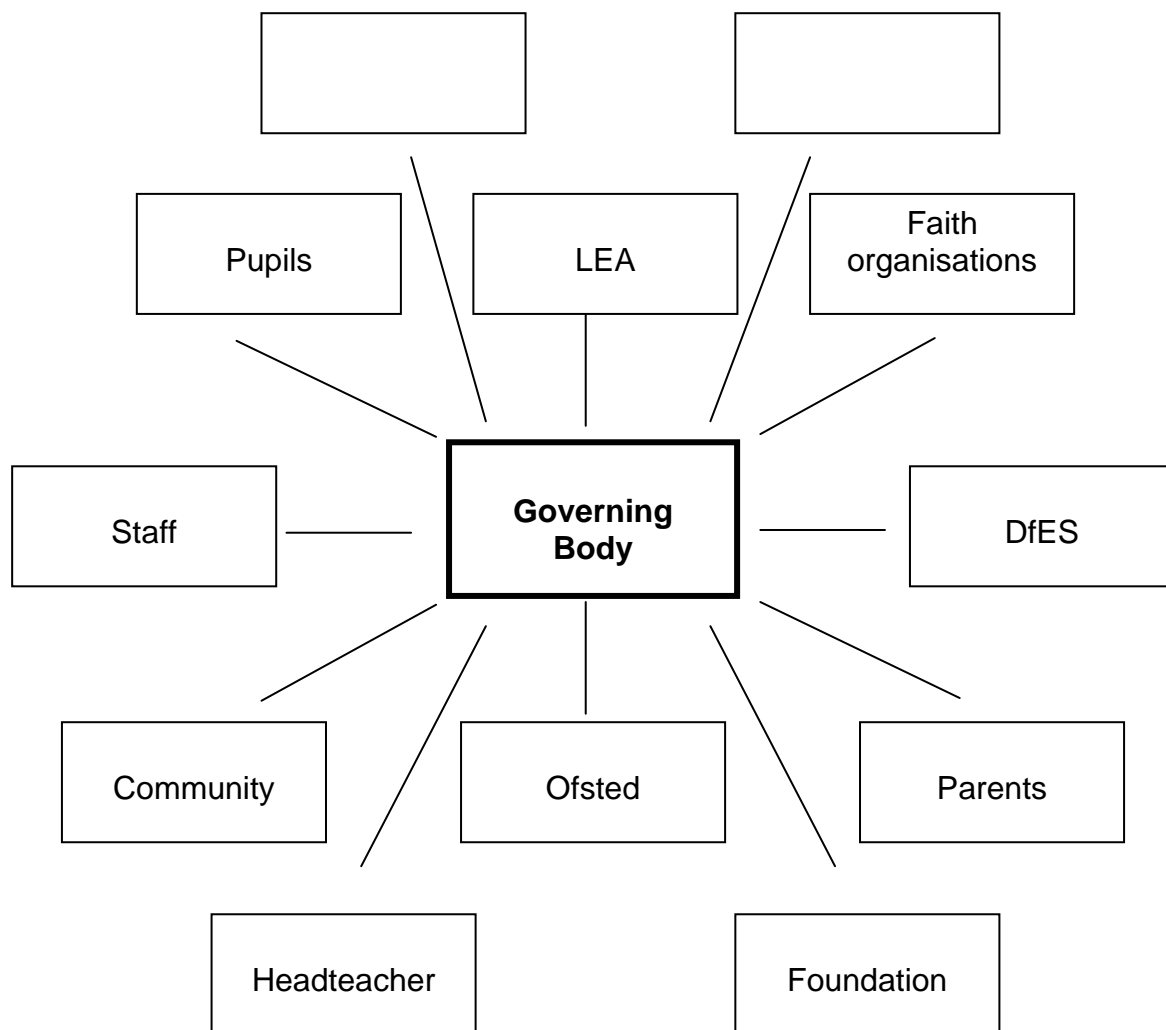 Pupils
LEA
Faith
organisations
Staff
Governing
Body
DfES
Community
Ofsted
Parents
Headteacher
Foundation